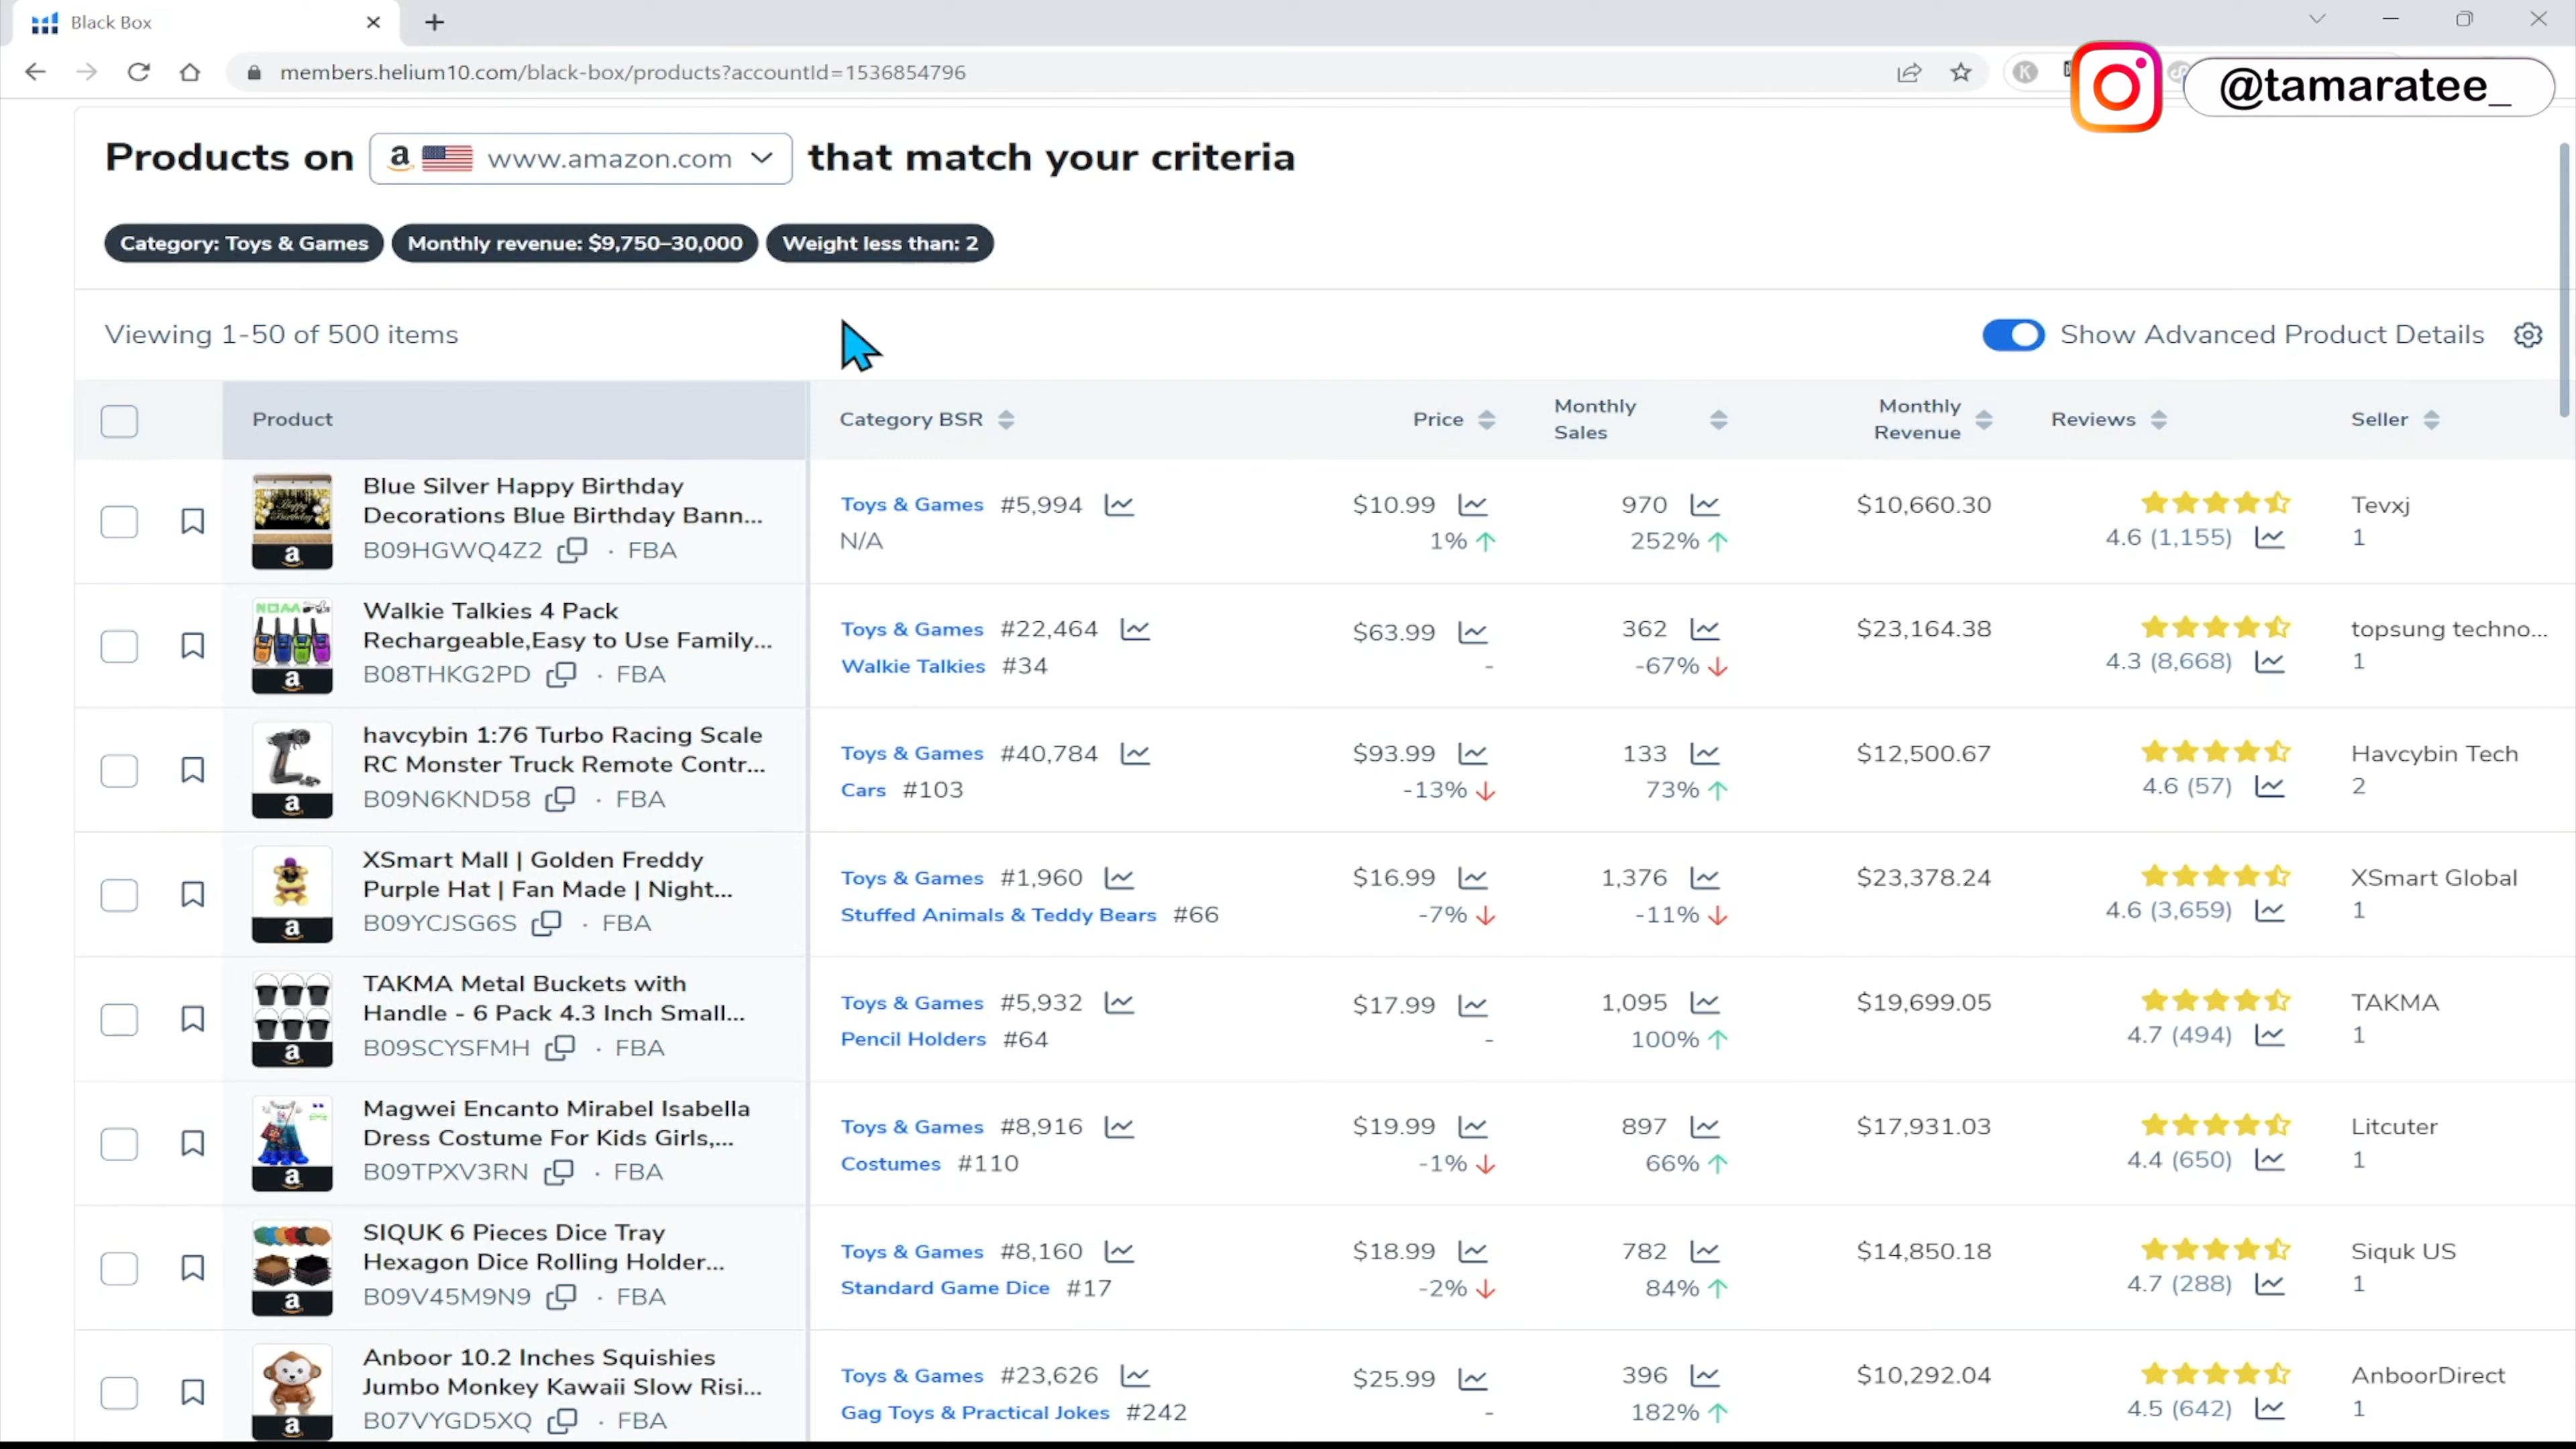 Black Box
members.helium10.com/black-box/products?accountId=1536854796
@tamaratee_
Products on www.amazon.com that match your criteria
Category: Toys & Games Monthly revenue: $9,750–30,000 Weight less than: 2
Viewing 1-50 of 500 items
Show Advanced Product Details
Product Category BSR Price Monthly Sales Monthly Revenue Reviews Seller
Blue Silver Happy Birthday
Decorations Blue Birthday Bann...
B09HGWQ4Z2 · FBA
Toys & Games #5,994 $10.99 970 $10,660.30 Tevxj
N/A 1% 252% 4.6 (1,155) 1
NOAA
Walkie Talkies 4 Pack
Rechargeable,Easy to Use Family...
B08THKG2PD · FBA
Toys & Games #22,464 $63.99 362 $23,164.38 topsung techno...
Walkie Talkies #34 - -67% 4.3 (8,668) 1
havcybin 1:76 Turbo Racing Scale
RC Monster Truck Remote Contr...
B09N6KND58 · FBA
Toys & Games #40,784 $93.99 133 $12,500.67 Havcybin Tech
Cars #103 -13% 73% 4.6 (57) 2
XSmart Mall | Golden Freddy
Purple Hat | Fan Made | Night...
B09YCJSG6S · FBA
Toys & Games #1,960 $16.99 1,376 $23,378.24 XSmart Global
Stuffed Animals & Teddy Bears #66 -7% -11% 4.6 (3,659) 1
TAKMA Metal Buckets with
Handle - 6 Pack 4.3 Inch Small...
B09SCYSFMH · FBA
Toys & Games #5,932 $17.99 1,095 $19,699.05 TAKMA
Pencil Holders #64 - 100% 4.7 (494) 1
Magwei Encanto Mirabel Isabella
Dress Costume For Kids Girls,...
B09TPXV3RN · FBA
Toys & Games #8,916 $19.99 897 $17,931.03 Litcuter
Costumes #110 -1% 66% 4.4 (650) 1
SIQUK 6 Pieces Dice Tray
Hexagon Dice Rolling Holder...
B09V45M9N9 · FBA
Toys & Games #8,160 $18.99 782 $14,850.18 Siquk US
Standard Game Dice #17 -2% 84% 4.7 (288) 1
Anboor 10.2 Inches Squishies
Jumbo Monkey Kawaii Slow Risi...
B07VYGD5XQ · FBA
Toys & Games #23,626 $25.99 396 $10,292.04 AnboorDirect
Gag Toys & Practical Jokes #242 - 182% 4.5 (642) 1